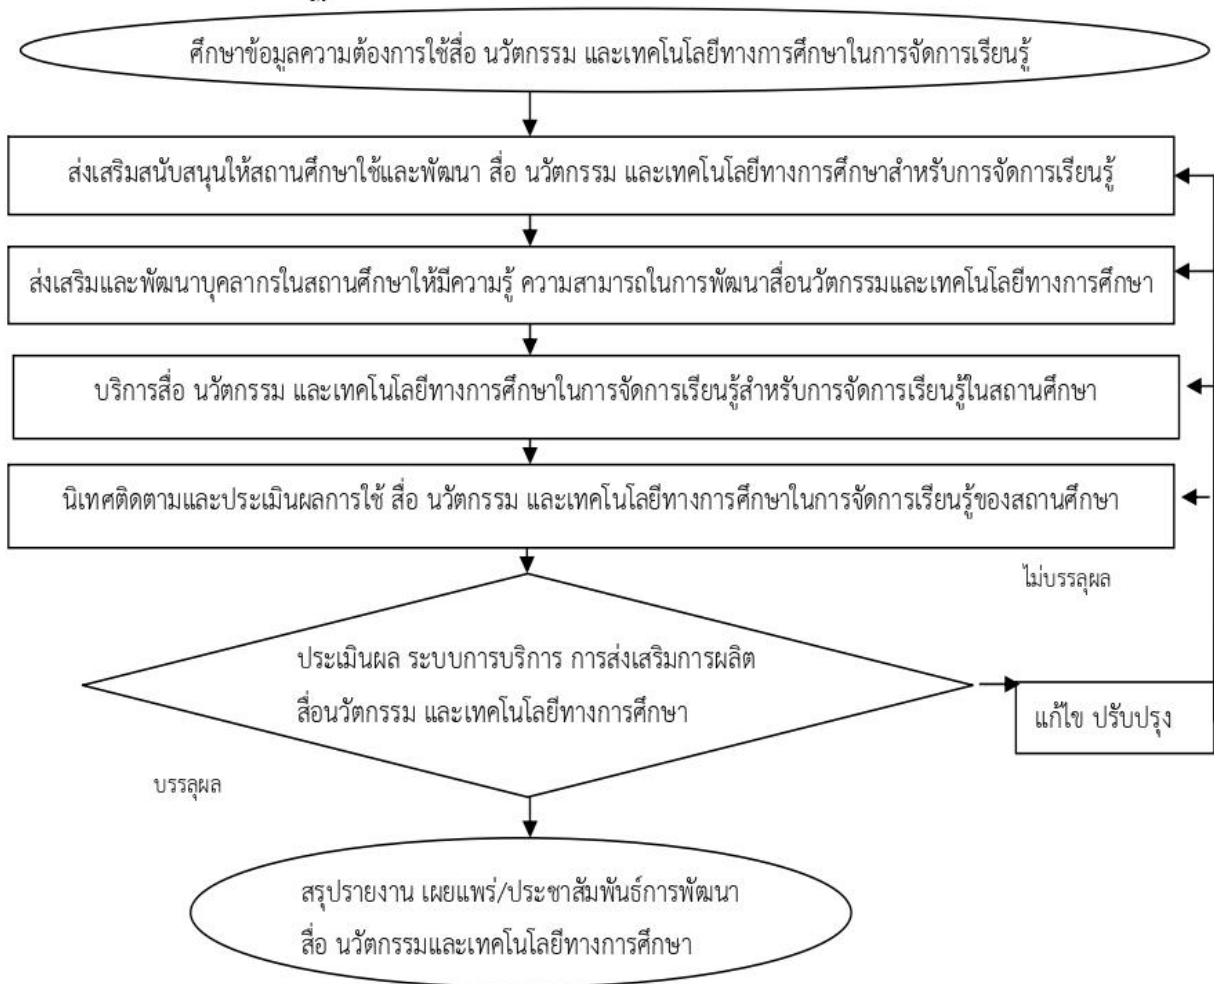 ศึกษาข้อมูลความต้องการใช้สื่อ นวัตกรรม และเทคโนโลยีทางการศึกษาในการจัดการเรียนรู้
ส่งเสริมสนับสนุนให้สถานศึกษาใช้และพัฒนา สื่อ นวัตกรรม และเทคโนโลยีทางการศึกษาสำหรับการจัดการเรียนรู้
ส่งเสริมและพัฒนาบุคลากรในสถานศึกษาให้มีความรู้ ความสามารถในการพัฒนาสื่อนวัตกรรมและเทคโนโลยีทางการศึกษา
บริการสื่อ นวัตกรรม และเทคโนโลยีทางการศึกษาในการจัดการเรียนรู้สำหรับการจัดการเรียนรู้ในสถานศึกษา
นิเทศติดตามและประเมินผลการใช้ สื่อ นวัตกรรม และเทคโนโลยีทางการศึกษาในการจัดการเรียนรู้ของสถานศึกษา
ไม่บรรลุผล
ประเมินผล ระบบการบริการ การส่งเสริมการผลิต
สื่อนวัตกรรม และเทคโนโลยีทางการศึกษา
แก้ไข ปรับปรุง
บรรลุผล
สรุปรายงาน เผยแพร่/ประชาสัมพันธ์การพัฒนา
สื่อ นวัตกรรมและเทคโนโลยีทางการศึกษา